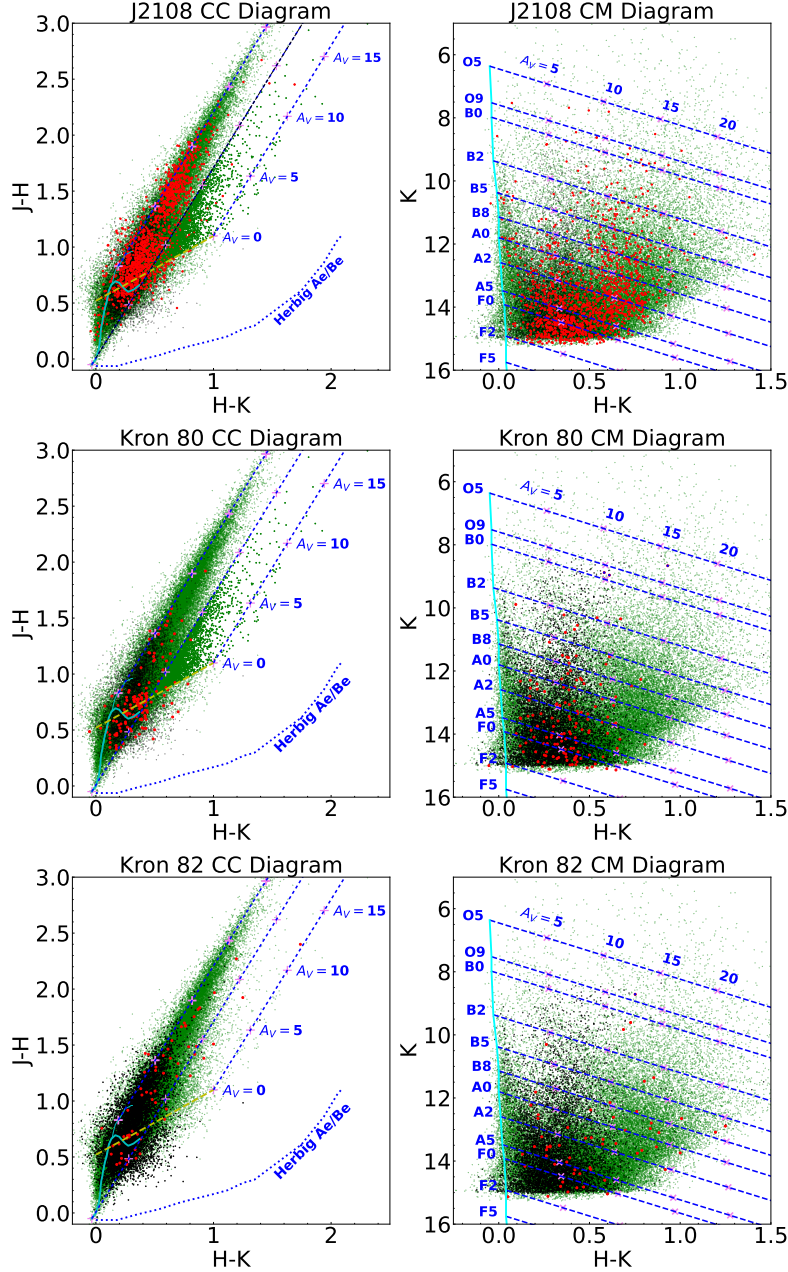 J2108 CC Diagram
3.0
2.5
2.0
1.5
1.0
0.5
0.0
J-H
0
1
2
H-K
A_V = 15
A_V = 10
A_V = 5
A_V = 0
Herbig Ae/Be
J2108 CM Diagram
6
8
10
12
14
16
K
0.0
0.5
1.0
1.5
H-K
O5
O9
B0
B2
B5
B8
A0
A2
A5
F0
F2
F5
A_V = 5
10
15
20
Kron 80 CC Diagram
3.0
2.5
2.0
1.5
1.0
0.5
0.0
J-H
0
1
2
H-K
A_V = 15
A_V = 10
A_V = 5
A_V = 0
Herbig Ae/Be
Kron 80 CM Diagram
6
8
10
12
14
16
K
0.0
0.5
1.0
1.5
H-K
O5
O9
B0
B2
B5
B8
A0
A2
A5
F0
F2
F5
A_V = 5
10
15
20
Kron 82 CC Diagram
3.0
2.5
2.0
1.5
1.0
0.5
0.0
J-H
0
1
2
H-K
A_V = 15
A_V = 10
A_V = 5
A_V = 0
Herbig Ae/Be
Kron 82 CM Diagram
6
8
10
12
14
16
K
0.0
0.5
1.0
1.5
H-K
O5
O9
B0
B2
B5
B8
A0
A2
A5
F0
F2
F5
A_V = 5
10
15
20